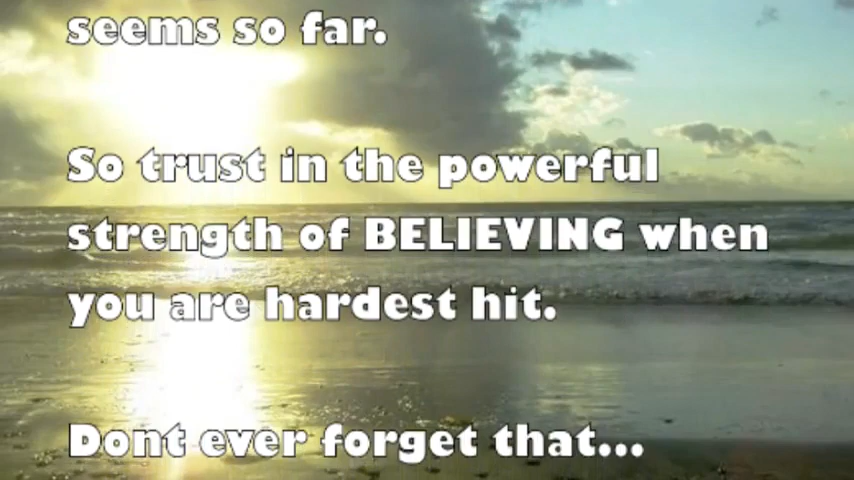 seems so far.
So trust in the powerful
strength of BELIEVING when
you are hardest hit.
Dont ever forget that...